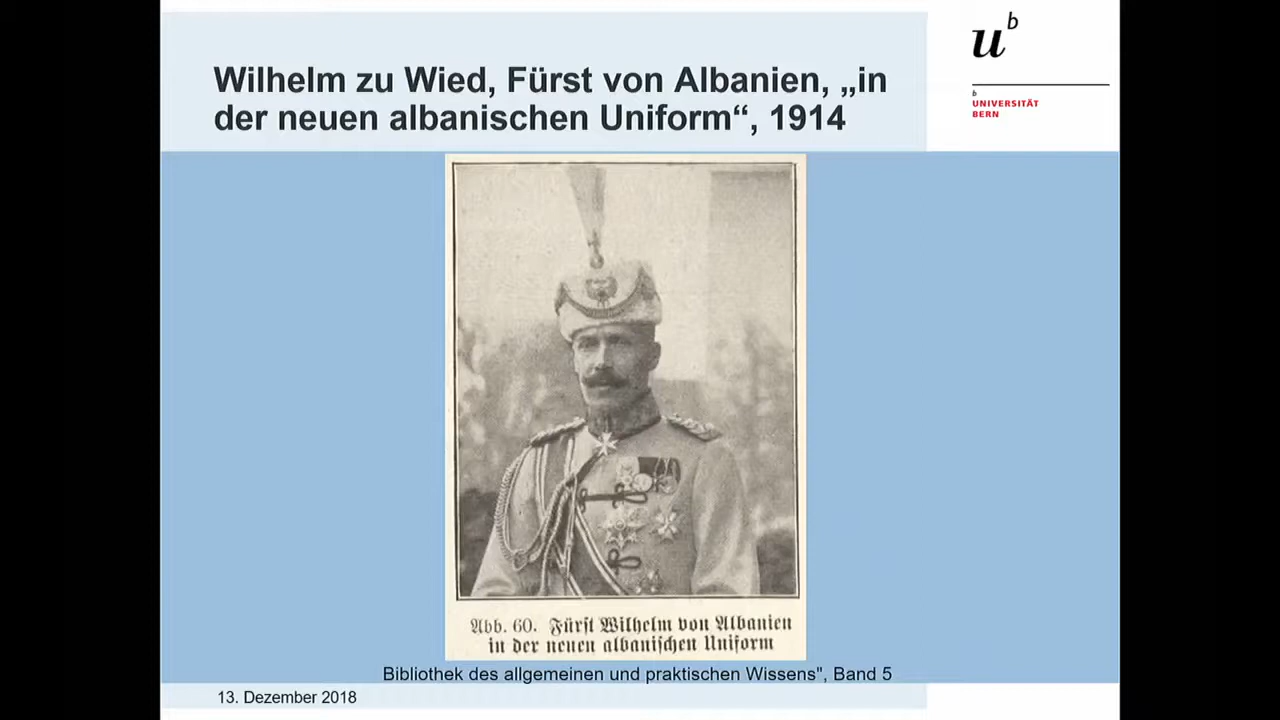 Wilhelm zu Wied, Fürst von Albanien, „in
der neuen albanischen Uniform“, 1914
u b
b
UNIVERSITÄT
BERN
Abb. 60. Fürst Wilhelm von Albanien
in der neuen albanischen Uniform
Bibliothek des allgemeinen und praktischen Wissens", Band 5
13. Dezember 2018